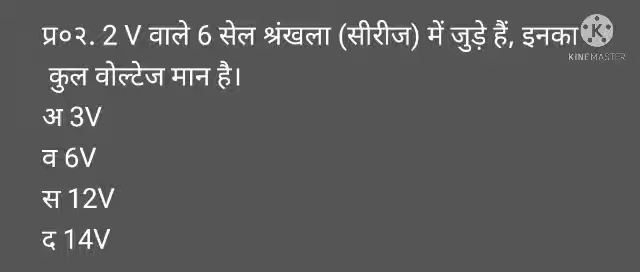 प्र०२. 2 V वाले 6 सेल श्रंखला (सीरीज) में जुड़े हैं, इनका
कुल वोल्टेज मान है।
अ 3V
व 6V
स 12V
द 14V
K
KINEMASTER